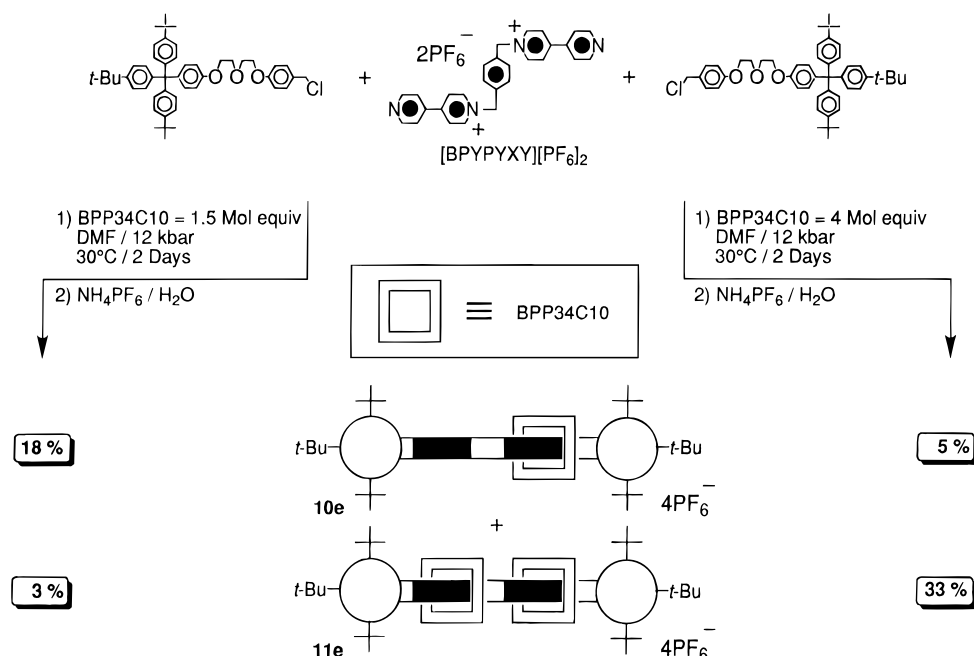 t-Bu
O O O
Cl
+
2PF6–
+
N
N
N
N
+
[BPYPYXY][PF6]2
+
Cl
O O O
t-Bu
1) BPP34C10 = 1.5 Mol equiv
DMF / 12 kbar
30°C / 2 Days
2) NH4PF6 / H2O
1) BPP34C10 = 4 Mol equiv
DMF / 12 kbar
30°C / 2 Days
2) NH4PF6 / H2O
≡ BPP34C10
18 %
t-Bu
t-Bu
5 %
10e
4PF6–
+
3 %
t-Bu
t-Bu
33 %
11e
4PF6–